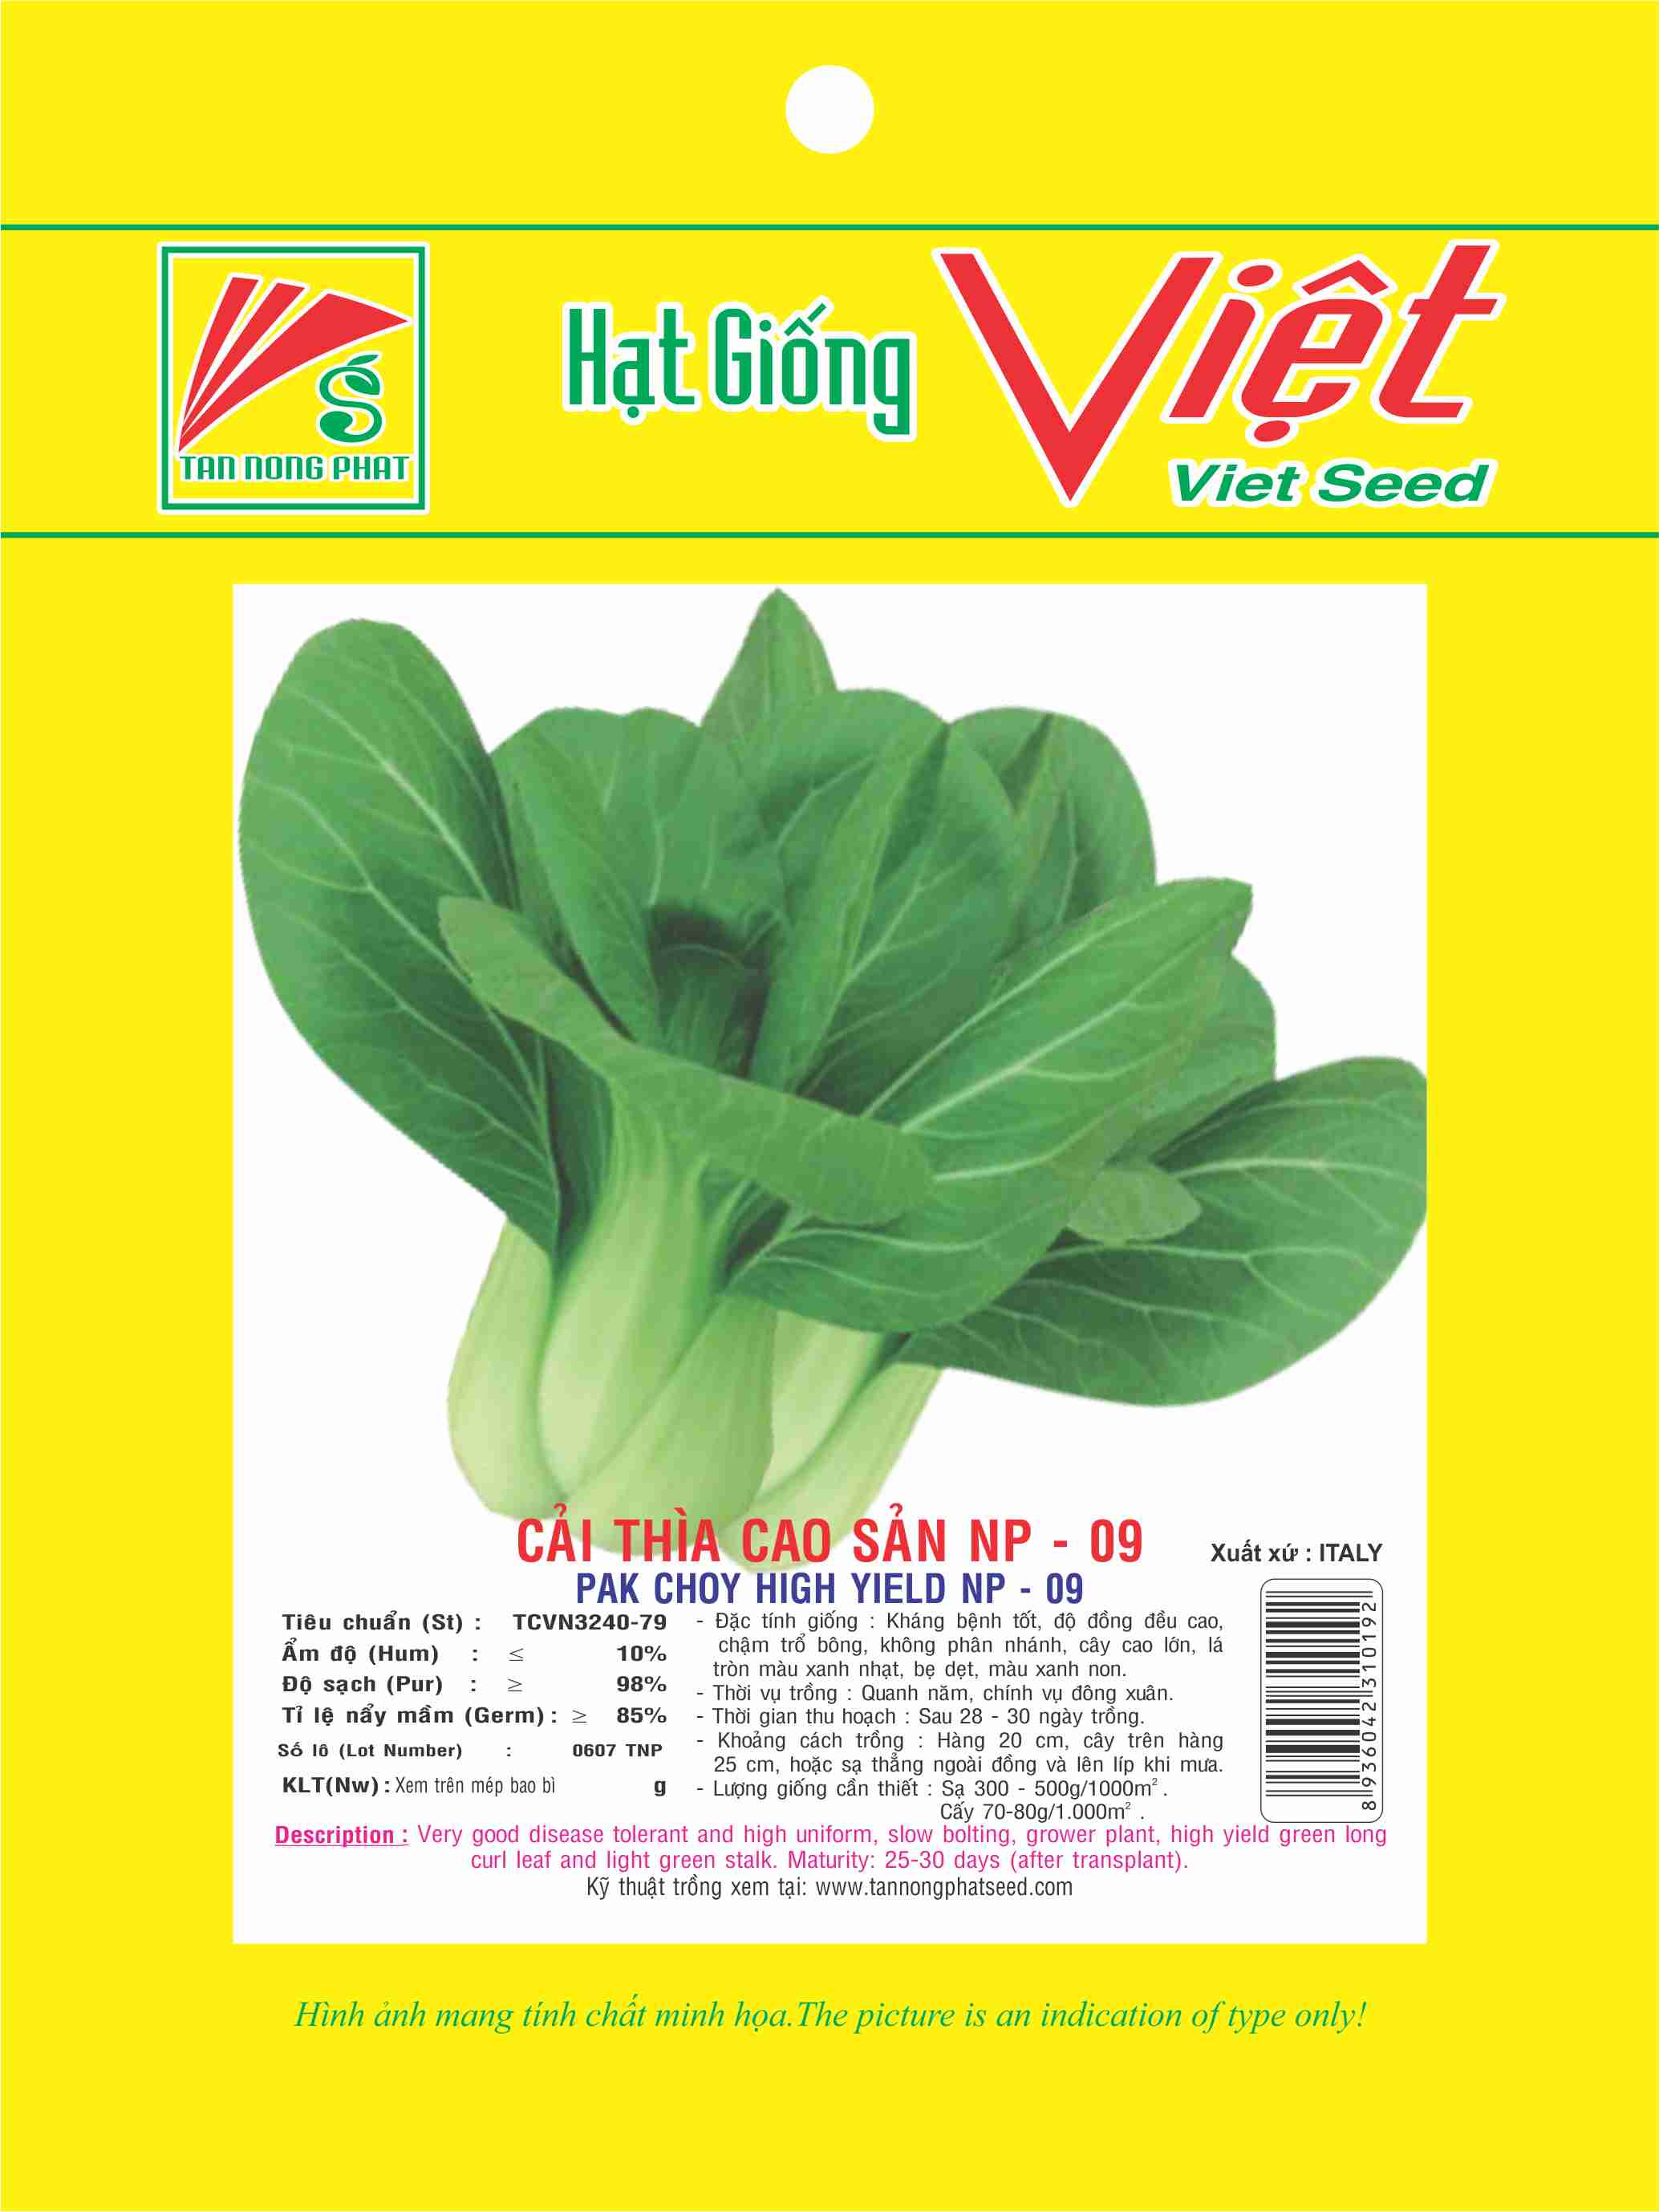 TAN NONG PHAT
Hạt Giống Việt
Viet Seed
CẢI THÌA CAO SẢN NP - 09
PAK CHOY HIGH YIELD NP - 09
Xuất xứ : ITALY
Tiêu chuẩn (St) : TCVN3240-79
Ẩm độ (Hum) : ≤ 10%
Độ sạch (Pur) : ≥ 98%
Tỉ lệ nẩy mầm (Germ) : ≥ 85%
Số lô (Lot Number) : 0607 TNP
KLT(Nw) : Xem trên mép bao bì g
- Đặc tính giống : Kháng bệnh tốt, độ đồng đều cao,
chậm trổ bông, không phân nhánh, cây cao lớn, lá
tròn màu xanh nhạt, bẹ dẹt, màu xanh non.
- Thời vụ trồng : Quanh năm, chính vụ đông xuân.
- Thời gian thu hoạch : Sau 28 - 30 ngày trồng.
- Khoảng cách trồng : Hàng 20 cm, cây trên hàng
25 cm, hoặc sạ thẳng ngoài đồng và lên líp khi mưa.
- Lượng giống cần thiết : Sạ 300 - 500g/1000m² .
Cấy 70-80g/1.000m² .
8 936042 310192
Description : Very good disease tolerant and high uniform, slow bolting, grower plant, high yield green long
curl leaf and light green stalk. Maturity: 25-30 days (after transplant).
Kỹ thuật trồng xem tại: www.tannongphatseed.com
Hình ảnh mang tính chất minh họa.The picture is an indication of type only!